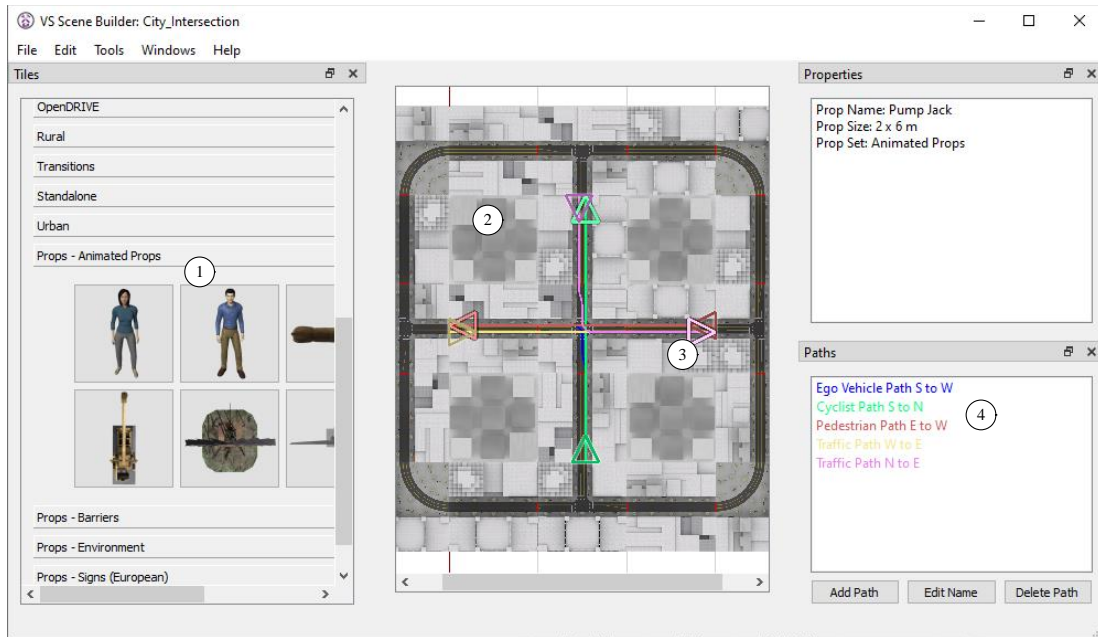 VS Scene Builder: City_Intersection
File Edit Tools Windows Help
Tiles
OpenDRIVE
Rural
Transitions
Standalone
Urban
Props - Animated Props
1
Props - Barriers
Props - Environment
Props - Signs (European)
2
3
Properties
Prop Name: Pump Jack
Prop Size: 2 x 6 m
Prop Set: Animated Props
Paths
Ego Vehicle Path S to W
Cyclist Path S to N
Pedestrian Path E to W
Traffic Path W to E
Traffic Path N to E
4
Add Path Edit Name Delete Path